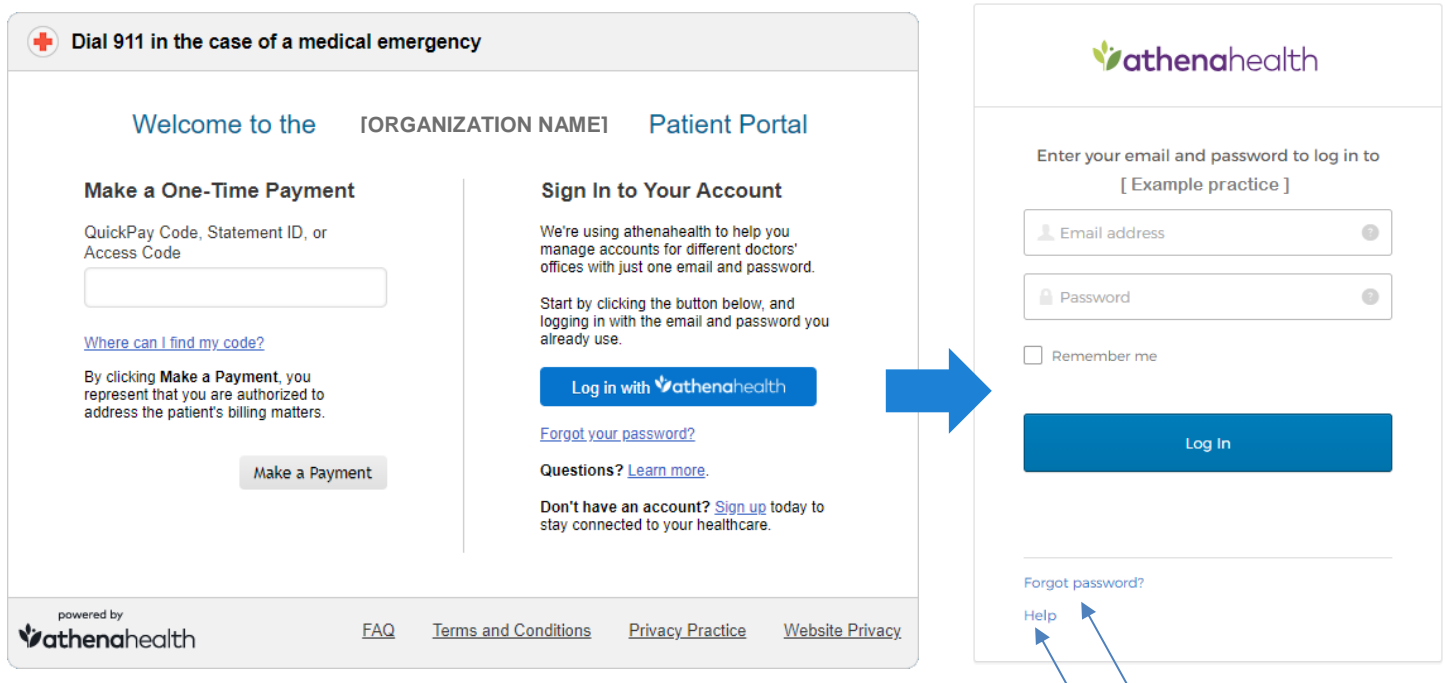 Dial 911 in the case of a medical emergency
Welcome to the [ORGANIZATION NAME] Patient Portal
Make a One-Time Payment
QuickPay Code, Statement ID, or
Access Code
Where can I find my code?
By clicking Make a Payment, you
represent that you are authorized to
address the patient's billing matters.
Make a Payment
Sign In to Your Account
We're using athenahealth to help you
manage accounts for different doctors'
offices with just one email and password.
Start by clicking the button below, and
logging in with the email and password you
already use.
Log in with athenahealth
Forgot your password?
Questions? Learn more.
Don't have an account? Sign up today to
stay connected to your healthcare.
powered by
athenahealth
FAQ Terms and Conditions Privacy Practice Website Privacy
athenahealth
Enter your email and password to log in to
[ Example practice ]
Email address ?
Password ?
Remember me
Log In
Forgot password?
Help